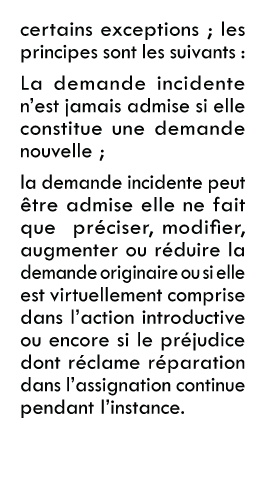 certains exceptions ; les
principes sont les suivants :
La demande incidente
n'est jamais admise si elle
constitue une demande
nouvelle ;
la demande incidente peut
être admise elle ne fait
que préciser, modifier,
augmenter ou réduire la
demande originaire ou si elle
est virtuellement comprise
dans l'action introductive
ou encore si le préjudice
dont réclame réparation
dans l'assignation continue
pendant l'instance.